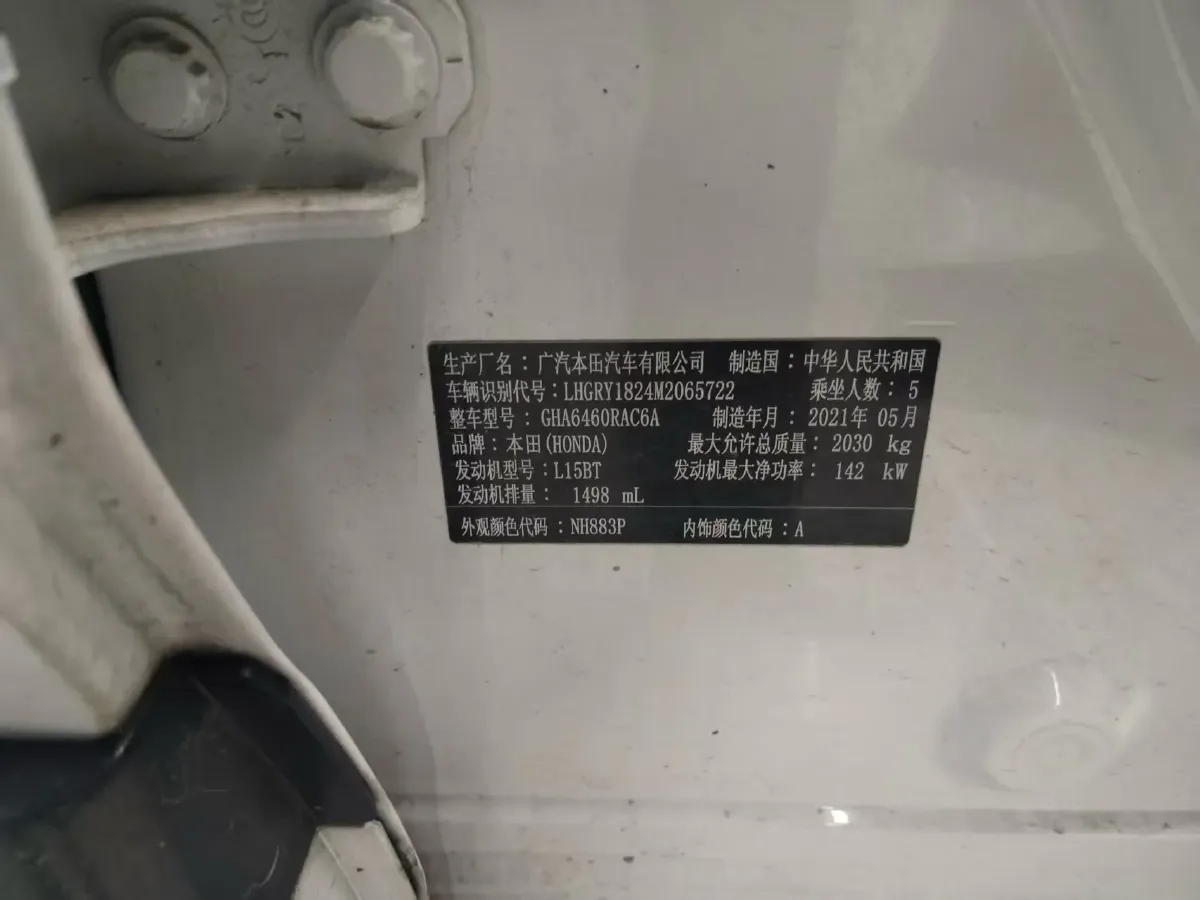 生产厂名：广汽本田汽车有限公司 制造国：中华人民共和国
车辆识别代号：LHGRY1824M2065722 乘坐人数：5
整车型号：GHA6460RAC6A 制造年月：2021年 05月
品牌：本田(HONDA) 最大允许总质量：2030 kg
发动机型号：L15BT 发动机最大净功率：142 kW
发动机排量：1498 mL
外观颜色代码：NH883P 内饰颜色代码：A